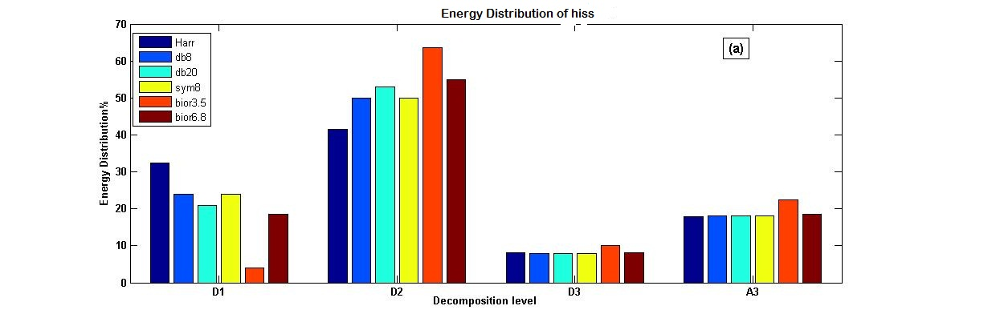 Energy Distribution of hiss
70
60
50
40
30
20
10
0
Energy Distribution%
Harr
db8
db20
sym8
bior3.5
bior6.8
(a)
D1
D2
D3
A3
Decomposition level